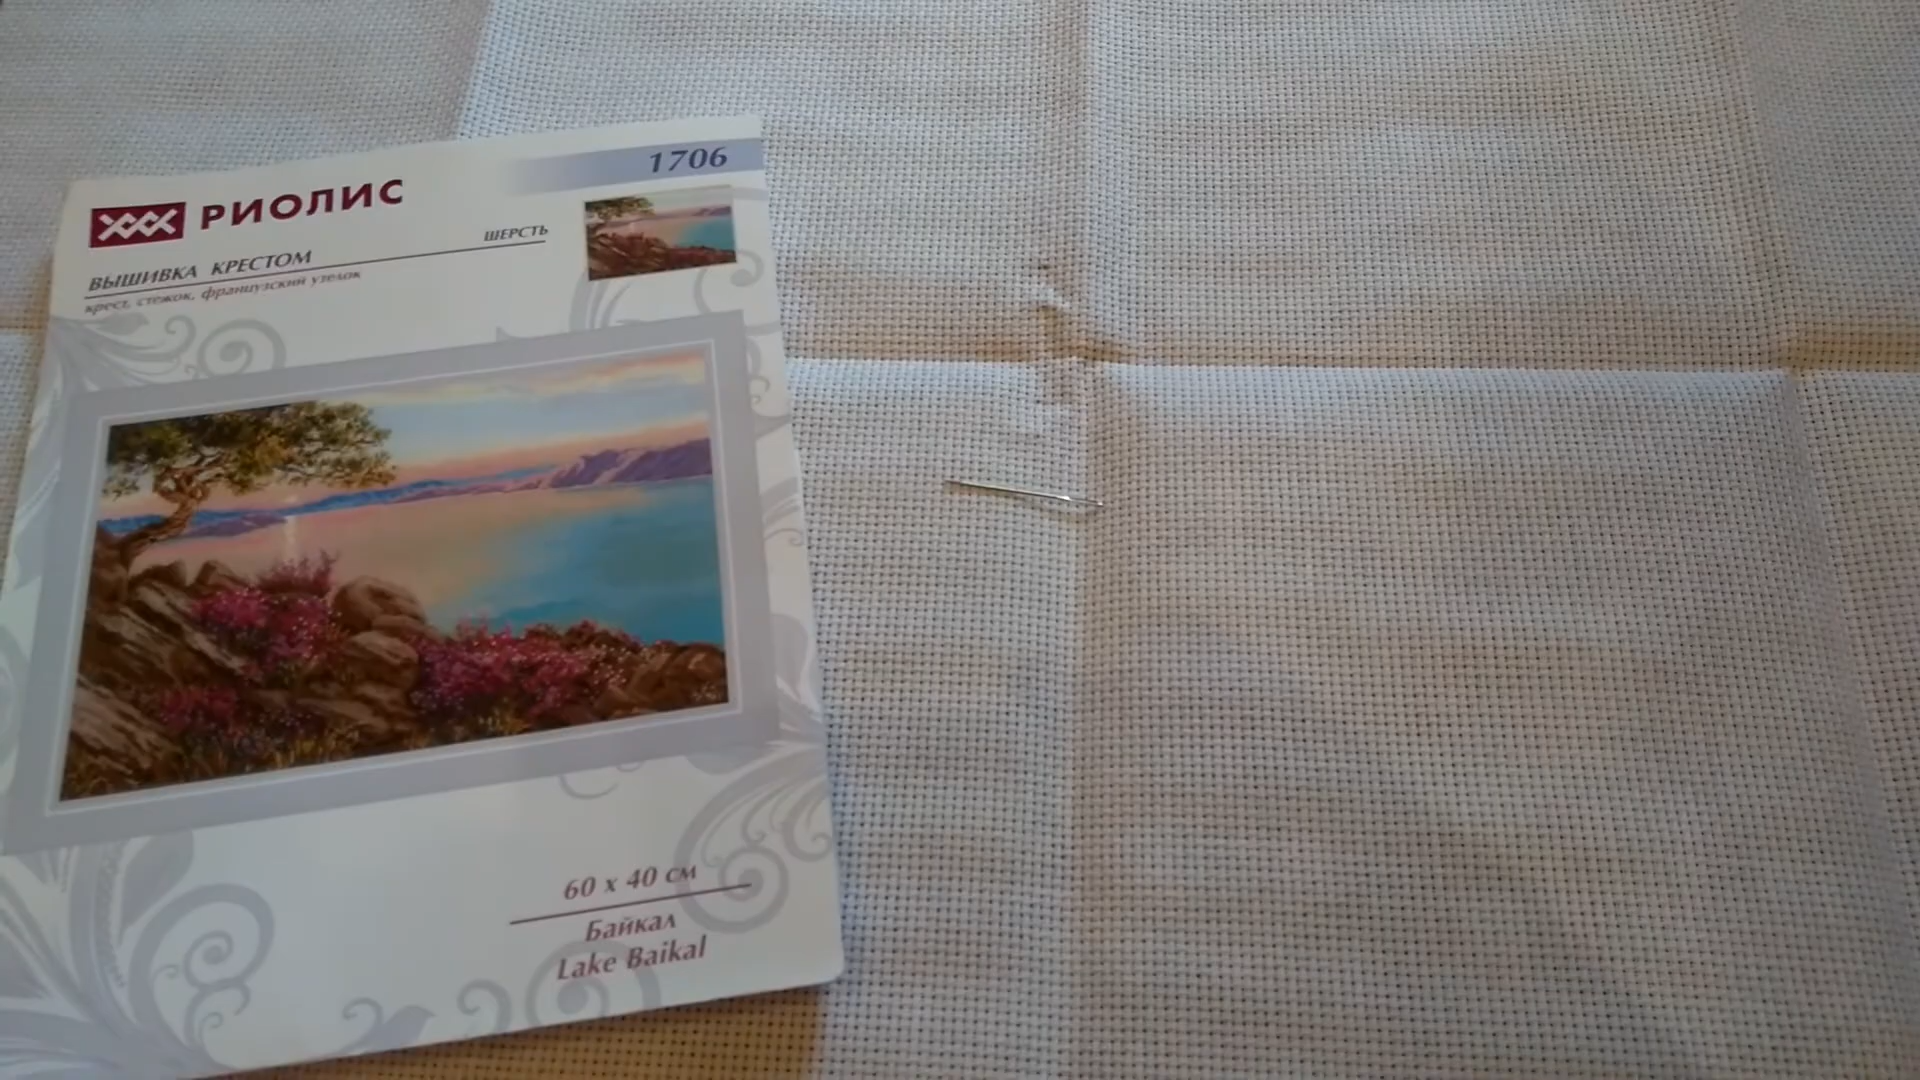 1706
РИОЛИС
ШЕРСТЬ
ВЫШИВКА КРЕСТОМ
крест, стежок, французский узелок
60 x 40 см
Байкал
Lake Baikal